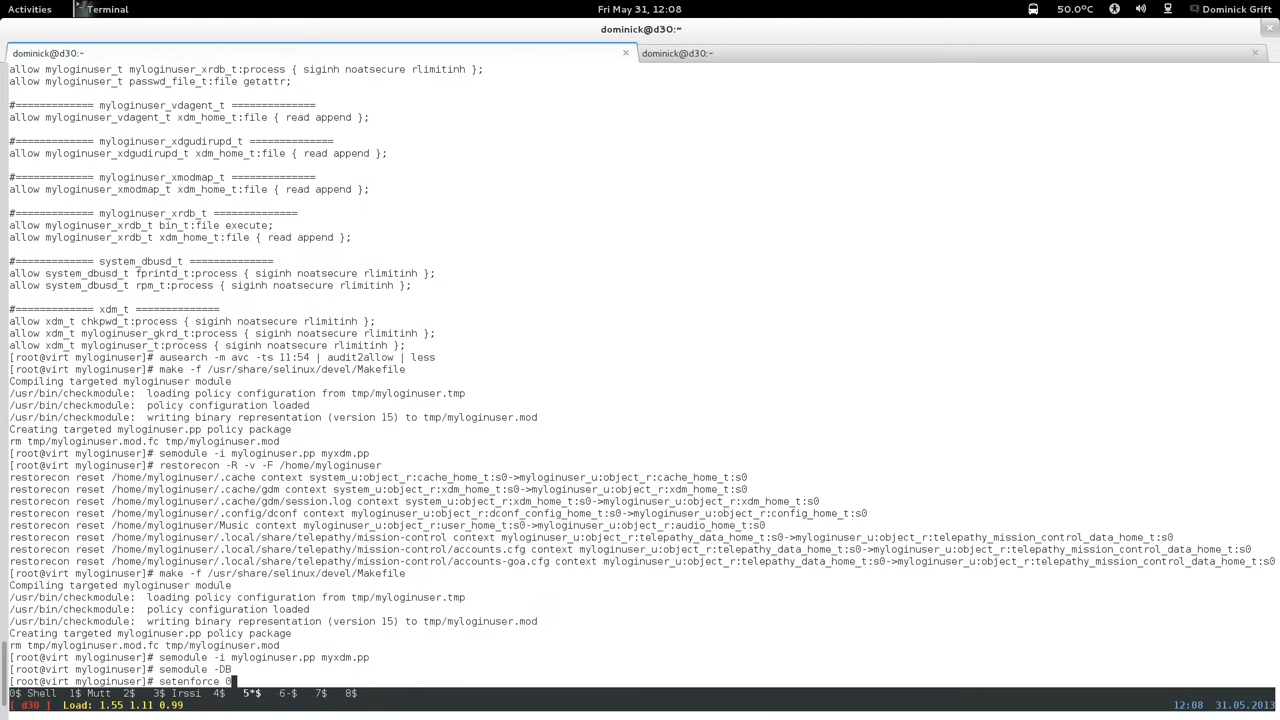 Activities Terminal Fri May 31, 12:08 50.0°C Dominick Grift
dominick@d30:~
dominick@d30:~ × dominick@d30:~ ×
allow myloginuser_t myloginuser_xrdb_t:process { siginh noatsecure rlimitinh };
allow myloginuser_t passwd_file_t:file getattr;
#============= myloginuser_vdagent_t ==============
allow myloginuser_vdagent_t xdm_home_t:file { read append };
#============= myloginuser_xdgudirupd_t ==============
allow myloginuser_xdgudirupd_t xdm_home_t:file { read append };
#============= myloginuser_xmodmap_t ==============
allow myloginuser_xmodmap_t xdm_home_t:file { read append };
#============= myloginuser_xrdb_t ==============
allow myloginuser_xrdb_t bin_t:file execute;
allow myloginuser_xrdb_t xdm_home_t:file { read append };
#============= system_dbusd_t ==============
allow system_dbusd_t fprintd_t:process { siginh noatsecure rlimitinh };
allow system_dbusd_t rpm_t:process { siginh noatsecure rlimitinh };
#============= xdm_t ==============
allow xdm_t chkpwd_t:process { siginh noatsecure rlimitinh };
allow xdm_t myloginuser_gkrd_t:process { siginh noatsecure rlimitinh };
allow xdm_t myloginuser_t:process { siginh noatsecure rlimitinh };
[root@virt myloginuser]# ausearch -m avc -ts 11:54 | audit2allow | less
[root@virt myloginuser]# make -f /usr/share/selinux/devel/Makefile
Compiling targeted myloginuser module
/usr/bin/checkmodule:  loading policy configuration from tmp/myloginuser.tmp
/usr/bin/checkmodule:  policy configuration loaded
/usr/bin/checkmodule:  writing binary representation (version 15) to tmp/myloginuser.mod
Creating targeted myloginuser.pp policy package
rm tmp/myloginuser.mod.fc tmp/myloginuser.mod
[root@virt myloginuser]# semodule -i myloginuser.pp myxdm.pp
[root@virt myloginuser]# restorecon -R -v -F /home/myloginuser
restorecon reset /home/myloginuser/.cache context system_u:object_r:cache_home_t:s0->myloginuser_u:object_r:cache_home_t:s0
restorecon reset /home/myloginuser/.cache/gdm context system_u:object_r:xdm_home_t:s0->myloginuser_u:object_r:xdm_home_t:s0
restorecon reset /home/myloginuser/.cache/gdm/session.log context system_u:object_r:xdm_home_t:s0->myloginuser_u:object_r:xdm_home_t:s0
restorecon reset /home/myloginuser/.config/dconf context myloginuser_u:object_r:dconf_config_home_t:s0->myloginuser_u:object_r:config_home_t:s0
restorecon reset /home/myloginuser/Music context myloginuser_u:object_r:user_home_t:s0->myloginuser_u:object_r:audio_home_t:s0
restorecon reset /home/myloginuser/.local/share/telepathy/mission-control context myloginuser_u:object_r:telepathy_data_home_t:s0->myloginuser_u:object_r:telepathy_mission_control_data_home_t:s0
restorecon reset /home/myloginuser/.local/share/telepathy/mission-control/accounts.cfg context myloginuser_u:object_r:telepathy_data_home_t:s0->myloginuser_u:object_r:telepathy_mission_control_data_home_t:s0
restorecon reset /home/myloginuser/.local/share/telepathy/mission-control/accounts-goa.cfg context myloginuser_u:object_r:telepathy_data_home_t:s0->myloginuser_u:object_r:telepathy_mission_control_data_home_t:s0
[root@virt myloginuser]# make -f /usr/share/selinux/devel/Makefile
Compiling targeted myloginuser module
/usr/bin/checkmodule:  loading policy configuration from tmp/myloginuser.tmp
/usr/bin/checkmodule:  policy configuration loaded
/usr/bin/checkmodule:  writing binary representation (version 15) to tmp/myloginuser.mod
Creating targeted myloginuser.pp policy package
rm tmp/myloginuser.mod.fc tmp/myloginuser.mod
[root@virt myloginuser]# semodule -i myloginuser.pp myxdm.pp
[root@virt myloginuser]# semodule -DB
[root@virt myloginuser]# setenforce 0
0$ Shell  1$ Mutt  2$  3$ Irssi  4$  5*$  6-$  7$  8$
[ d30 ] Load: 1.55 1.11 0.99 12:08 31.05.2013